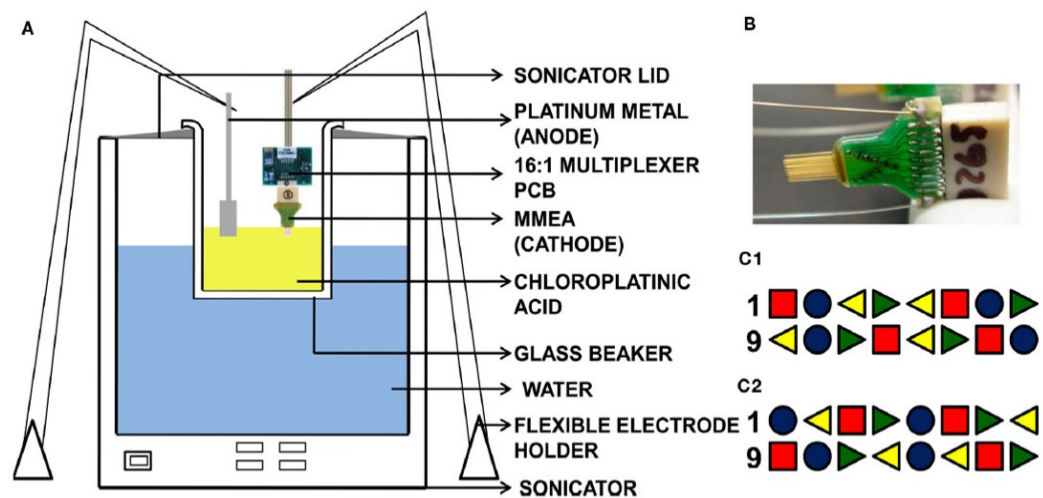 A
SONICATOR LID
PLATINUM METAL
(ANODE)
16:1 MULTIPLEXER
PCB
MMEA
(CATHODE)
CHLOROPLATINIC
ACID
GLASS BEAKER
WATER
FLEXIBLE ELECTRODE
HOLDER
SONICATOR
B
C1
1
9
C2
1
9